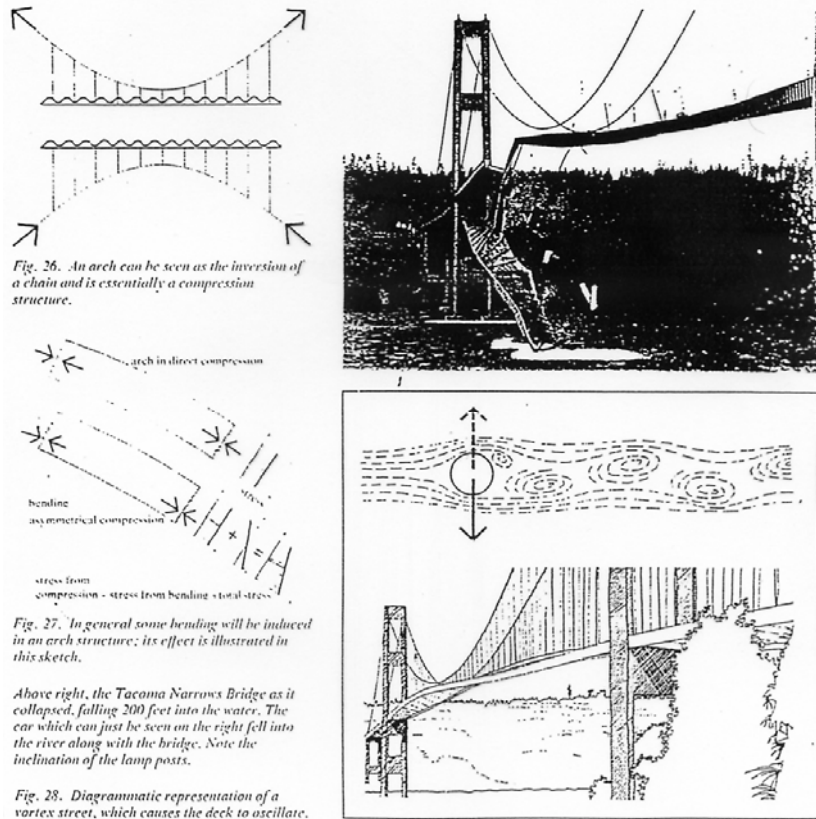 Fig. 26. An arch can be seen as the inversion of
a chain and is essentially a compression
structure.
arch in direct compression
stress
bending
asymmetrical compression
stress from
compression - stress from bending = total stress
Fig. 27. In general some bending will be induced
in an arch structure; its effect is illustrated in
this sketch.
Above right, the Tacoma Narrows Bridge as it
collapsed, falling 200 feet into the water. The
car which can just be seen on the right fell into
the river along with the bridge. Note the
inclination of the lamp posts.
Fig. 28. Diagrammatic representation of a
vortex street, which causes the deck to oscillate.
1